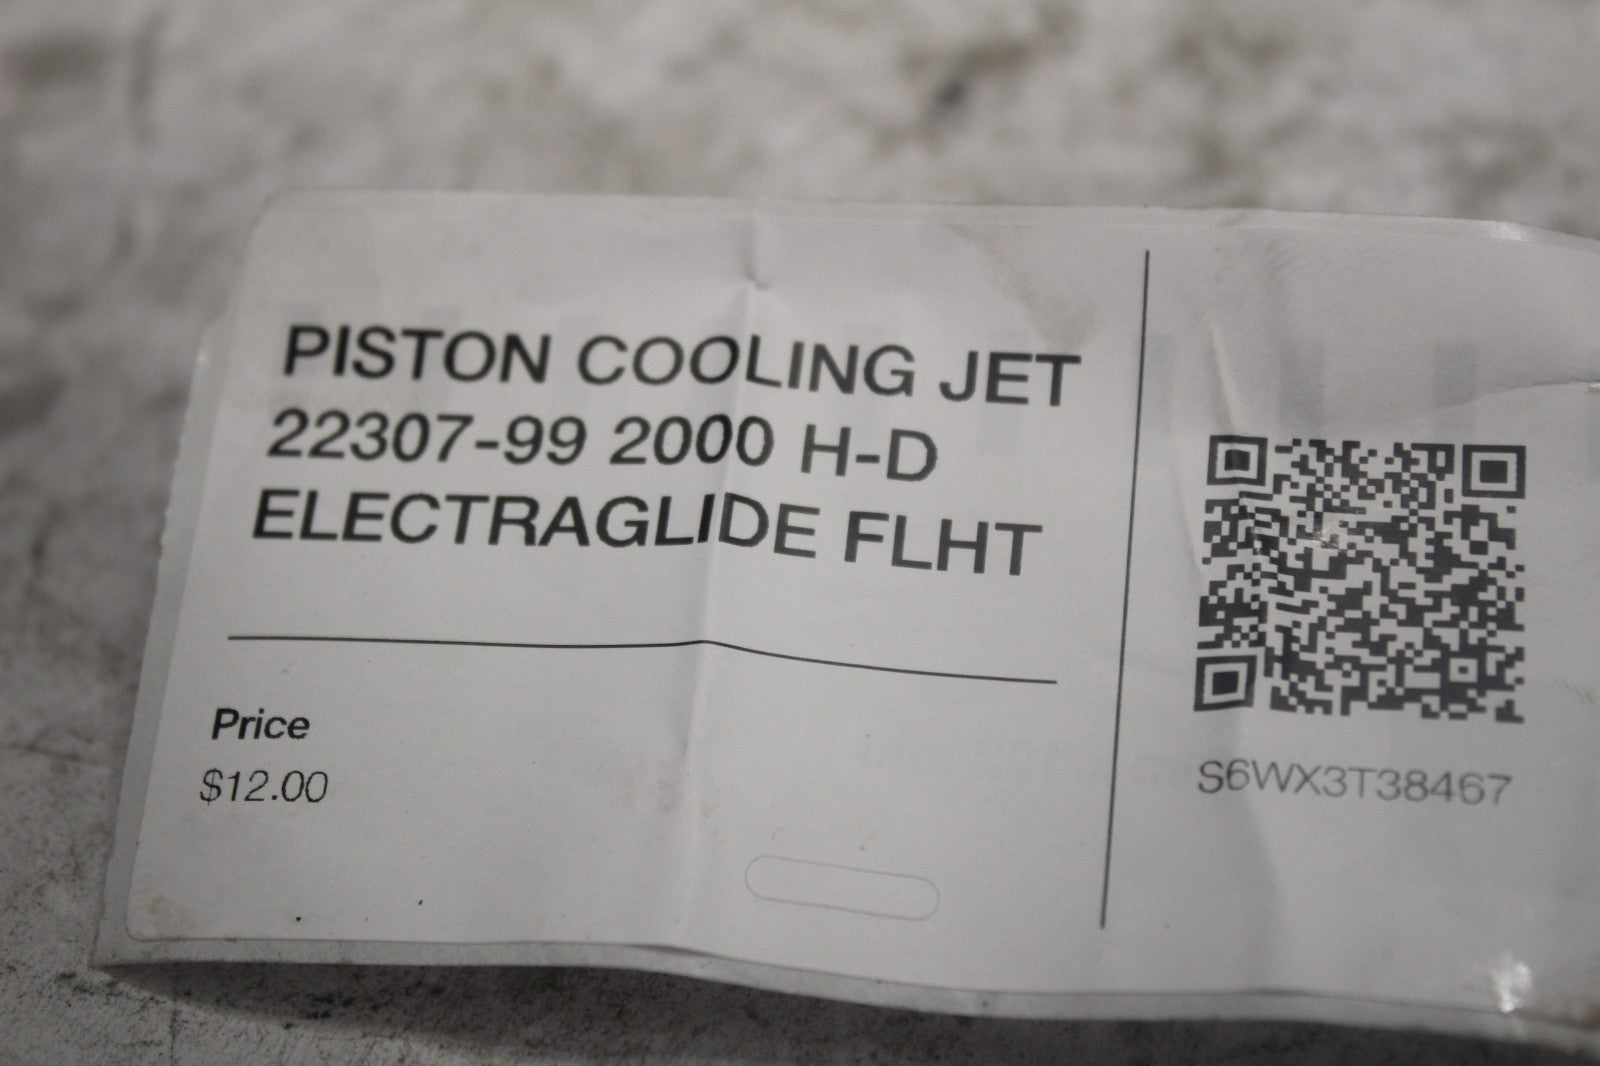 PISTON COOLING JET
22307-99 2000 H-D
ELECTRAGLIDE FLHT
Price
$12.00
S6WX3T38467